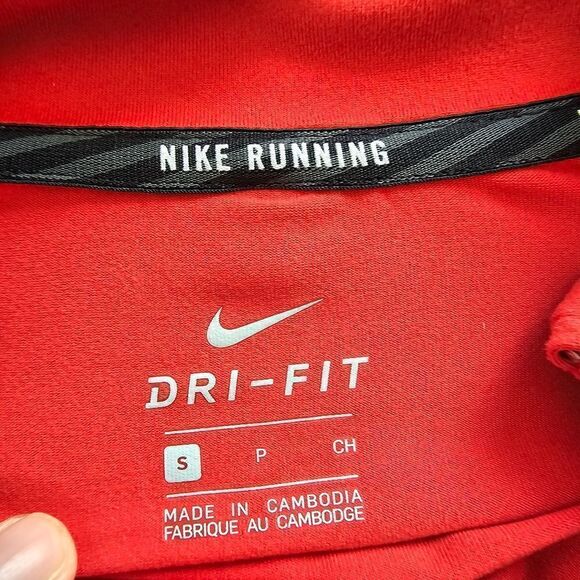 NIKE RUNNING
DRI-FIT
S P CH
MADE IN CAMBODIA
FABRIQUE AU CAMBODGE